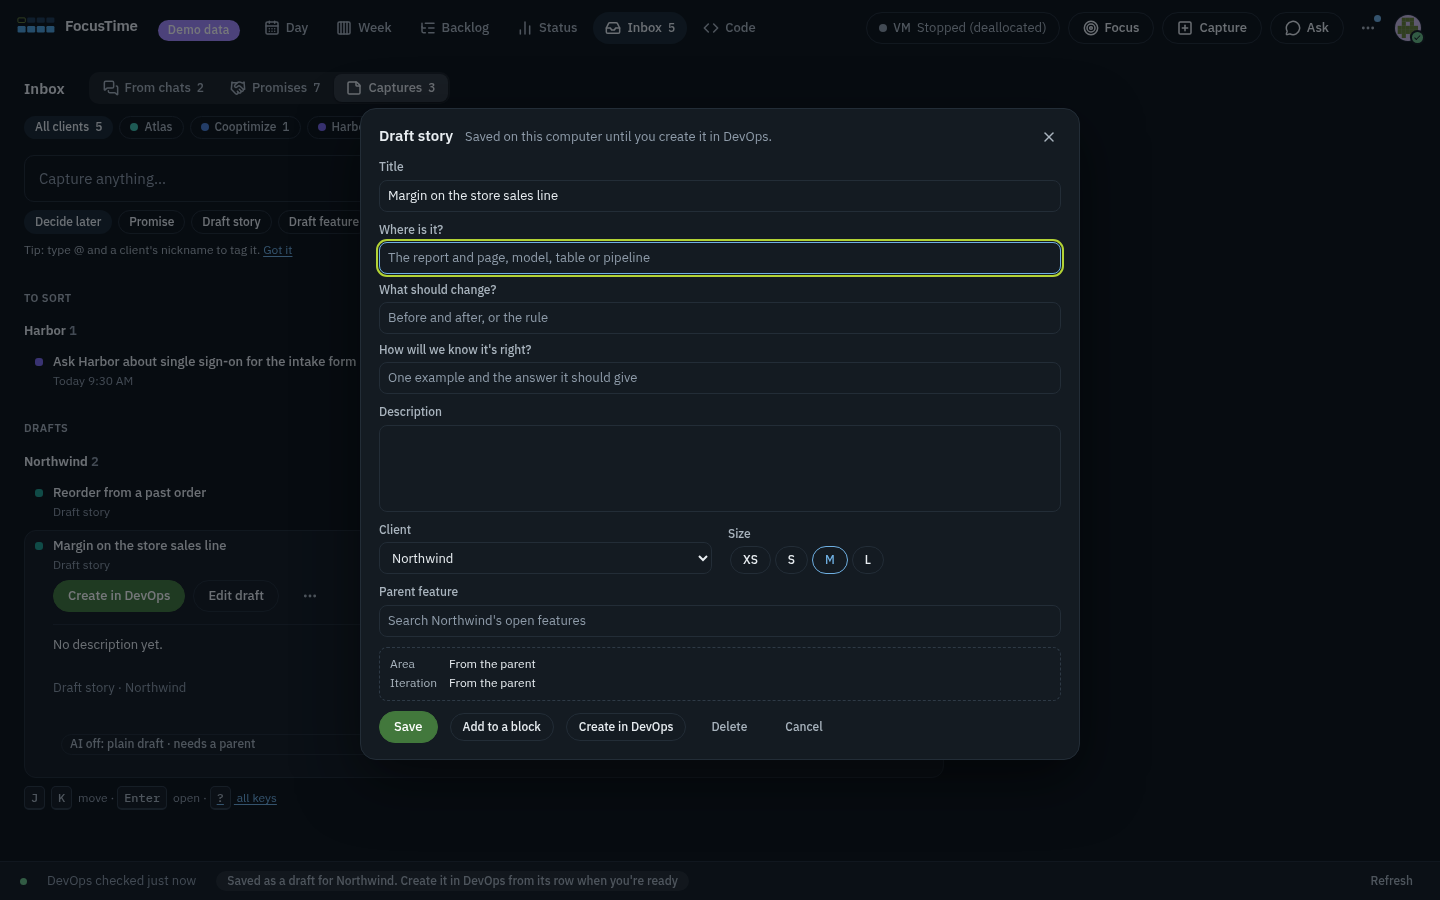 FocusTime
Demo data
Day
Week
Backlog
Status
Inbox 5
Code
VM Stopped (deallocated)
Focus
Capture
Ask
Inbox
From chats 2
Promises 7
Captures 3
All clients 5
Atlas
Cooptimize 1
Capture anything...
Decide later
Promise
Draft story
Draft feature
Tip: type @ and a client's nickname to tag it. Got it
TO SORT
Harbor 1
Ask Harbor about single sign-on for the intake form
Today 9:30 AM
DRAFTS
Northwind 2
Reorder from a past order
Draft story
Margin on the store sales line
Draft story
Create in DevOps
Edit draft
No description yet.
Draft story · Northwind
AI off: plain draft · needs a parent
J K move · Enter open · ? all keys
Draft story
Saved on this computer until you create it in DevOps.
Title
Margin on the store sales line
Where is it?
The report and page, model, table or pipeline
What should change?
Before and after, or the rule
How will we know it's right?
One example and the answer it should give
Description
Client
Northwind
Size
XS
S
M
L
Parent feature
Search Northwind's open features
Area From the parent
Iteration From the parent
Save
Add to a block
Create in DevOps
Delete
Cancel
DevOps checked just now
Saved as a draft for Northwind. Create it in DevOps from its row when you're ready
Refresh